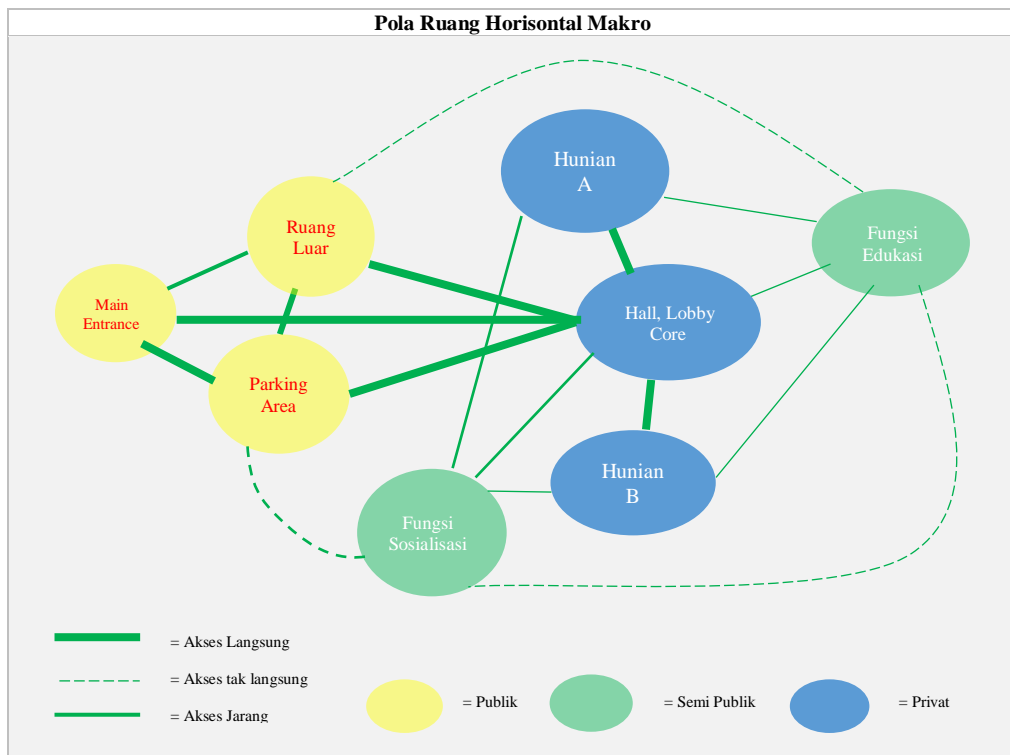 Pola Ruang Horisontal Makro
Hunian
A
Ruang
Luar
Fungsi
Edukasi
Main
Entrance
Hall, Lobby
Core
Parking
Area
Hunian
B
Fungsi
Sosialisasi
= Akses Langsung
= Akses tak langsung
= Akses Jarang
= Publik
= Semi Publik
= Privat